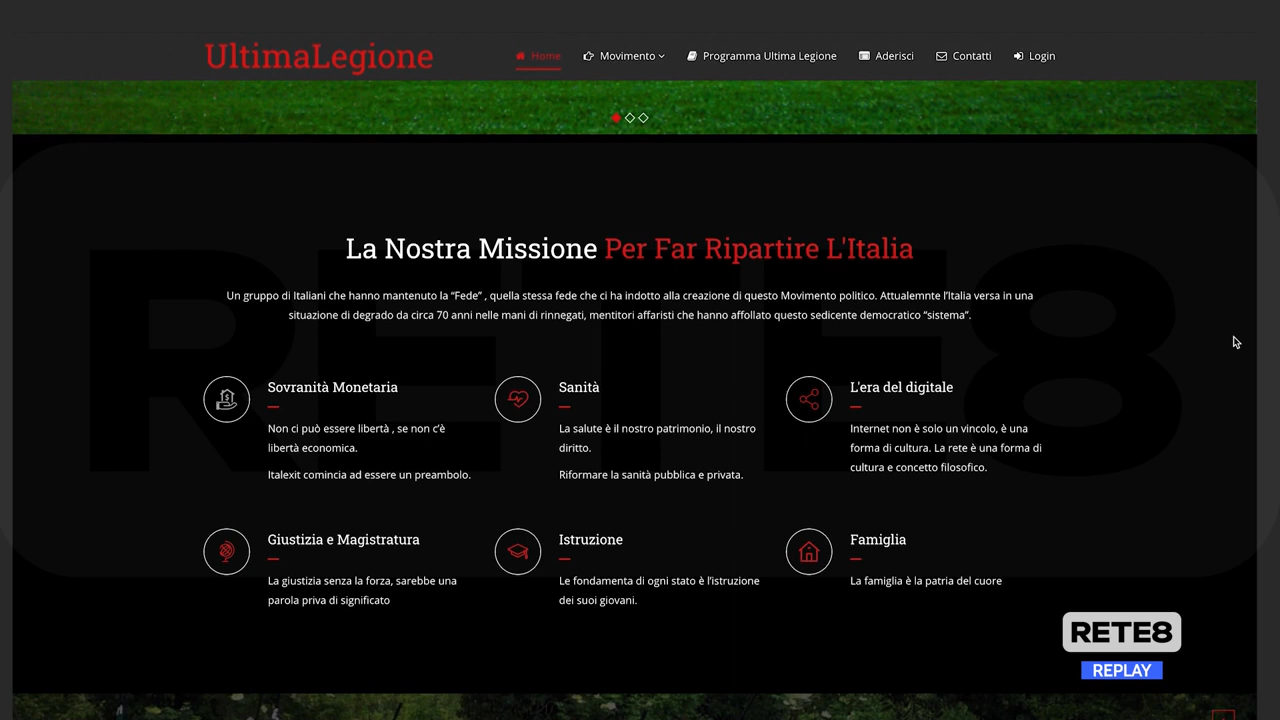 UltimaLegione
Home Movimento Programma Ultima Legione Aderisci Contatti Login
La Nostra Missione Per Far Ripartire L'Italia
Un gruppo di Italiani che hanno mantenuto la “Fede” , quella stessa fede che ci ha indotto alla creazione di questo Movimento politico. Attualemnte l’Italia versa in una
situazione di degrado da circa 70 anni nelle mani di rinnegati, mentitori affaristi che hanno affollato questo sedicente democratico “sistema”.
Sovranità Monetaria
Non ci può essere libertà , se non c’è
libertà economica.
Italexit comincia ad essere un preambolo.
Sanità
La salute è il nostro patrimonio, il nostro
diritto.
Riformare la sanità pubblica e privata.
L'era del digitale
Internet non è solo un vincolo, è una
forma di cultura. La rete è una forma di
cultura e concetto filosofico.
Giustizia e Magistratura
La giustizia senza la forza, sarebbe una
parola priva di significato
Istruzione
Le fondamenta di ogni stato è l’istruzione
dei suoi giovani.
Famiglia
La famiglia è la patria del cuore
RETE8
RETE8
REPLAY